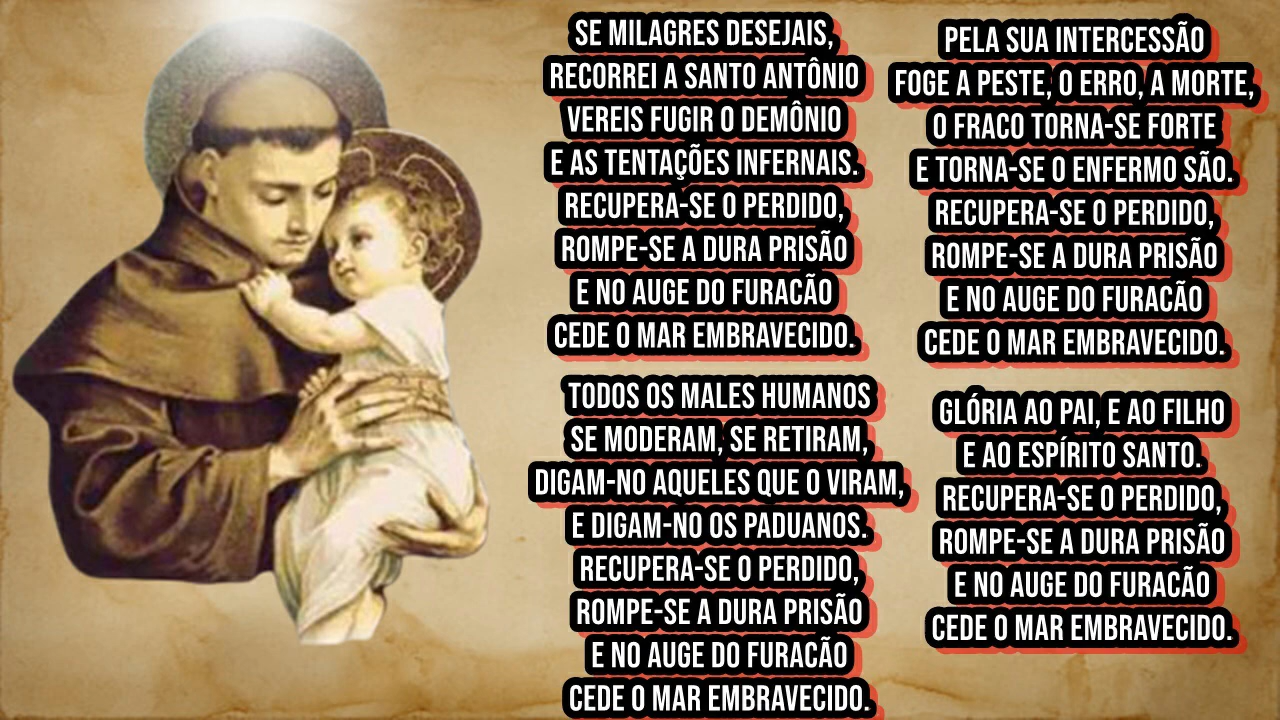 SE MILAGRES DESEJAIS,
RECORREI A SANTO ANTÔNIO
VEREIS FUGIR O DEMÔNIO
E AS TENTAÇÕES INFERNAIS.
RECUPERA-SE O PERDIDO,
ROMPE-SE A DURA PRISÃO
E NO AUGE DO FURACÃO
CEDE O MAR EMBRAVECIDO.
TODOS OS MALES HUMANOS
SE MODERAM, SE RETIRAM,
DIGAM-NO AQUELES QUE O VIRAM,
E DIGAM-NO OS PADUANOS.
RECUPERA-SE O PERDIDO,
ROMPE-SE A DURA PRISÃO
E NO AUGE DO FURACÃO
CEDE O MAR EMBRAVECIDO.
PELA SUA INTERCESSÃO
FOGE A PESTE, O ERRO, A MORTE,
O FRACO TORNA-SE FORTE
E TORNA-SE O ENFERMO SÃO.
RECUPERA-SE O PERDIDO,
ROMPE-SE A DURA PRISÃO
E NO AUGE DO FURACÃO
CEDE O MAR EMBRAVECIDO.
GLÓRIA AO PAI, E AO FILHO
E AO ESPÍRITO SANTO.
RECUPERA-SE O PERDIDO,
ROMPE-SE A DURA PRISÃO
E NO AUGE DO FURACÃO
CEDE O MAR EMBRAVECIDO.